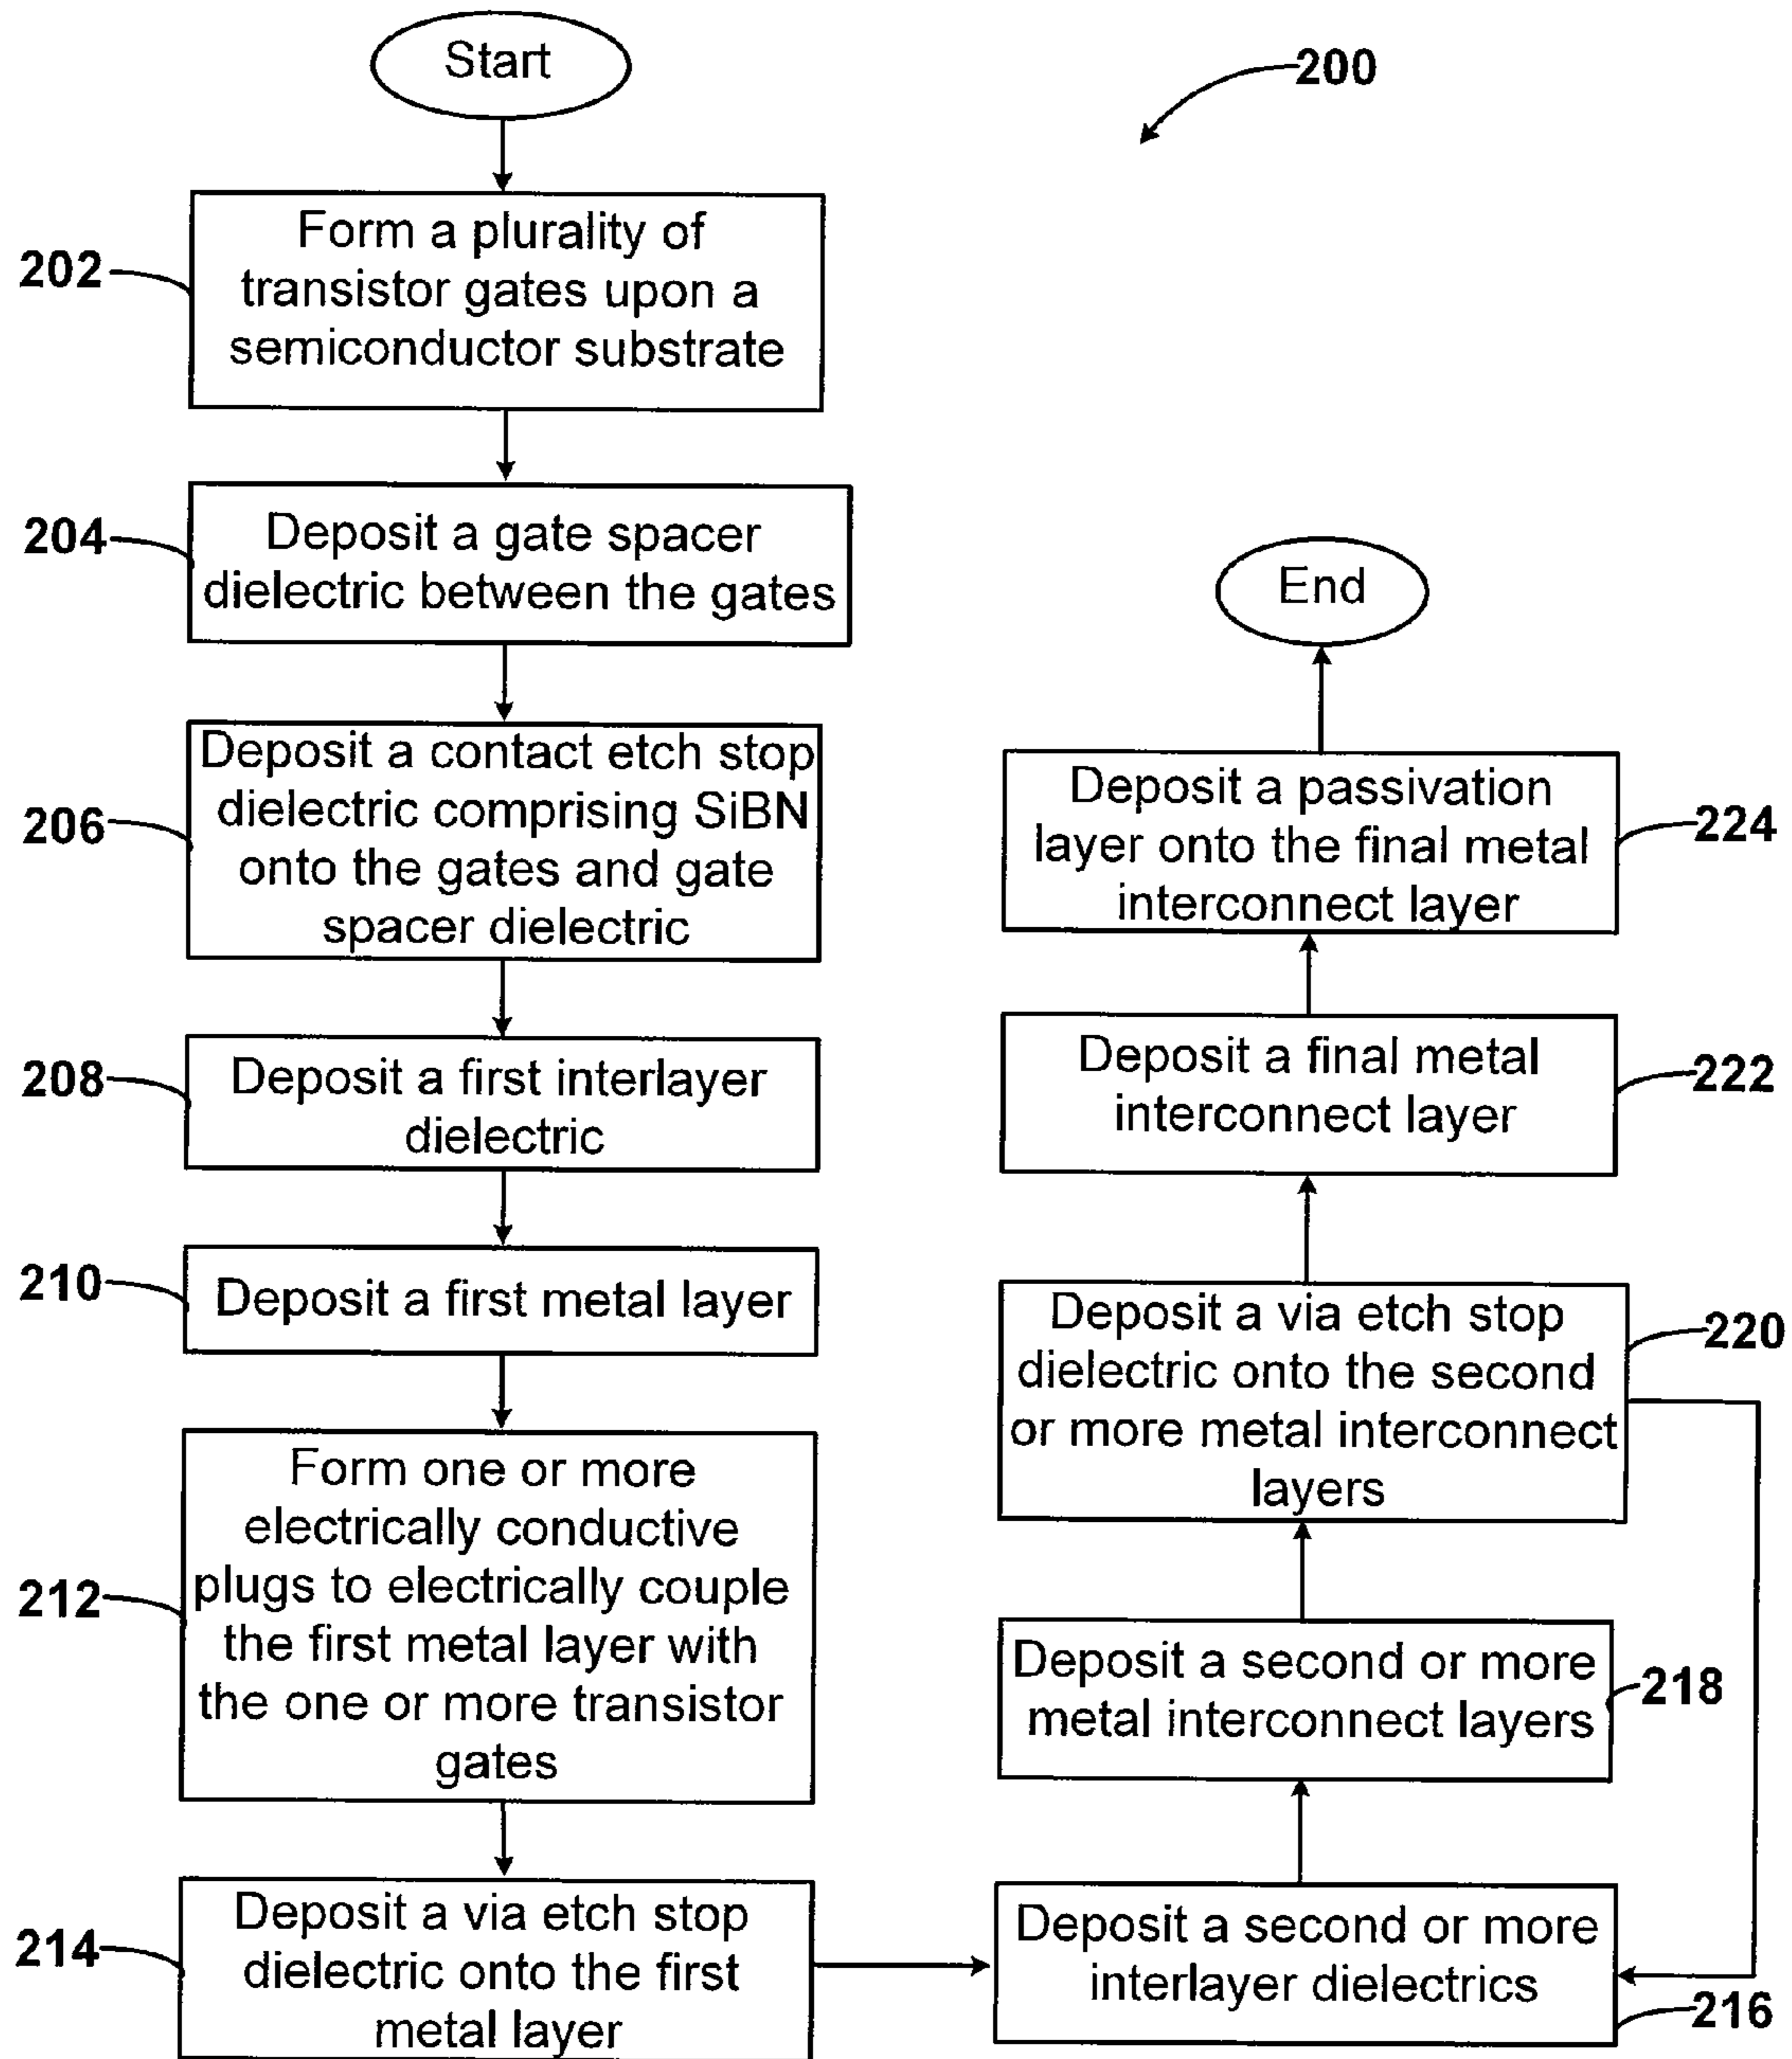 Start
200
202
Form a plurality of
transistor gates upon a
semiconductor substrate
204
Deposit a gate spacer
dielectric between the gates
206
Deposit a contact etch stop
dielectric comprising SiBN
onto the gates and gate
spacer dielectric
208
Deposit a first interlayer
dielectric
210
Deposit a first metal layer
212
Form one or more
electrically conductive
plugs to electrically couple
the first metal layer with
the one or more transistor
gates
214
Deposit a via etch stop
dielectric onto the first
metal layer
Deposit a second or more
interlayer dielectrics
216
Deposit a second or more
metal interconnect layers
218
Deposit a via etch stop
dielectric onto the second
or more metal interconnect
layers
220
Deposit a final metal
interconnect layer
222
Deposit a passivation
layer onto the final metal
interconnect layer
224
End